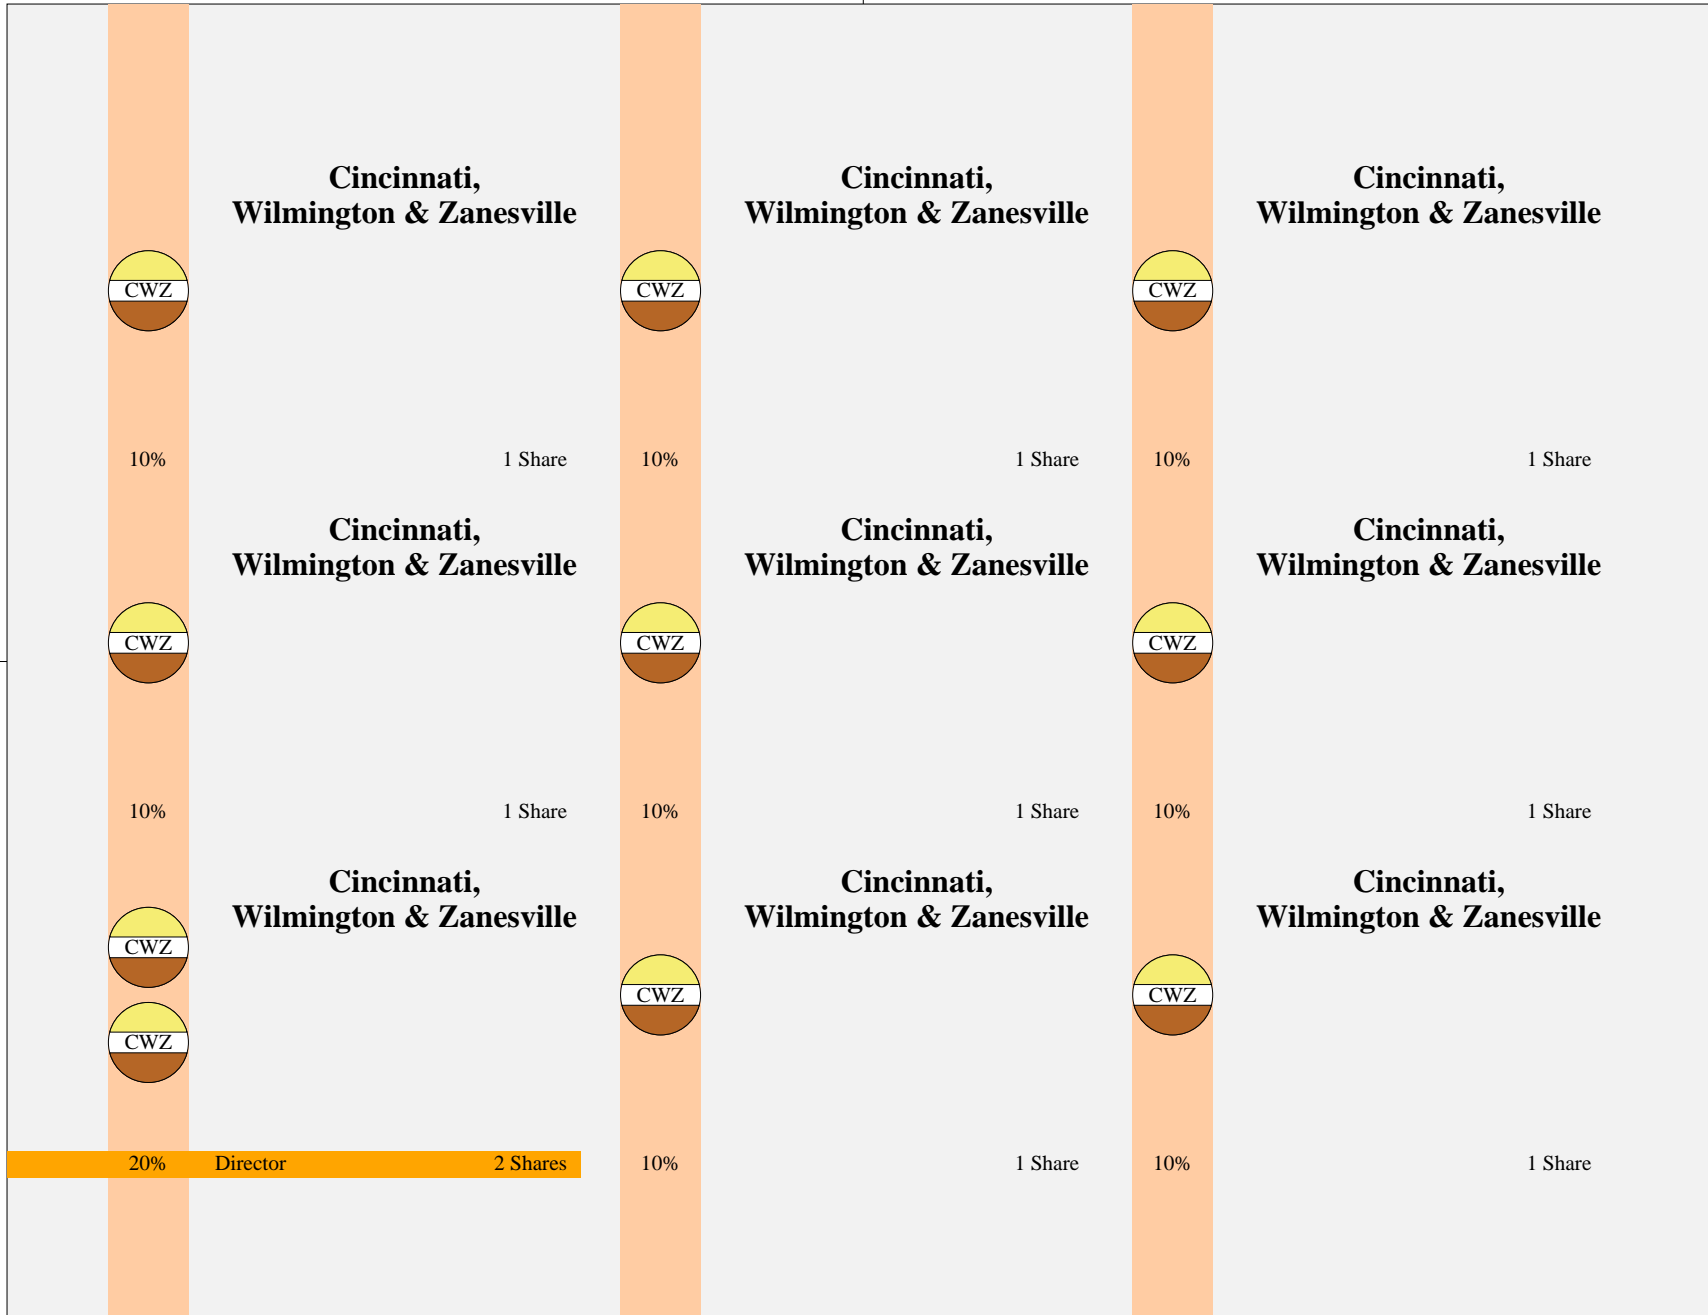 Cincinnati,
Wilmington & Zanesville
CWZ
10%
1 Share
Cincinnati,
Wilmington & Zanesville
CWZ
10%
1 Share
Cincinnati,
Wilmington & Zanesville
CWZ
10%
1 Share
Cincinnati,
Wilmington & Zanesville
CWZ
10%
1 Share
Cincinnati,
Wilmington & Zanesville
CWZ
10%
1 Share
Cincinnati,
Wilmington & Zanesville
CWZ
10%
1 Share
Cincinnati,
Wilmington & Zanesville
CWZ
CWZ
20% Director 2 Shares
Cincinnati,
Wilmington & Zanesville
CWZ
10%
1 Share
Cincinnati,
Wilmington & Zanesville
CWZ
10%
1 Share